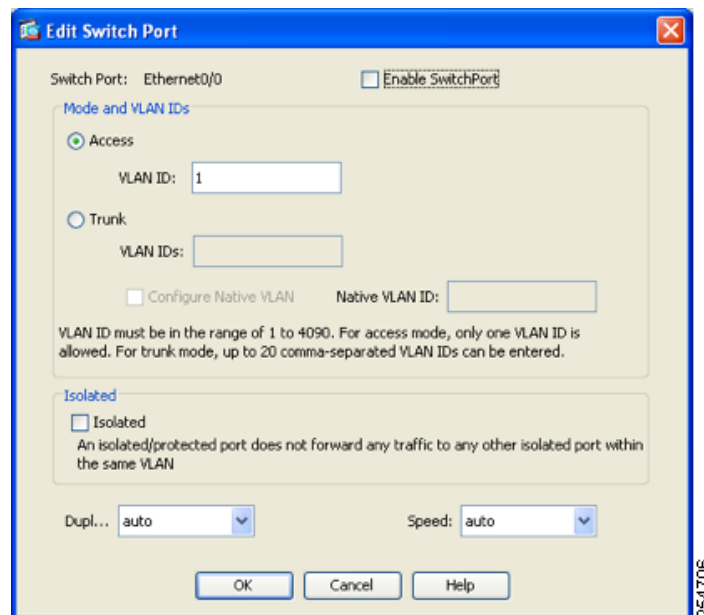 Edit Switch Port
Switch Port: Ethernet0/0
Enable SwitchPort
Mode and VLAN IDs
Access
VLAN ID: 1
Trunk
VLAN IDs:
Configure Native VLAN Native VLAN ID:
VLAN ID must be in the range of 1 to 4090. For access mode, only one VLAN ID is
allowed. For trunk mode, up to 20 comma-separated VLAN IDs can be entered.
Isolated
Isolated
An isolated/protected port does not forward any traffic to any other isolated port within
the same VLAN
Dupl... auto Speed: auto
OK Cancel Help
254706